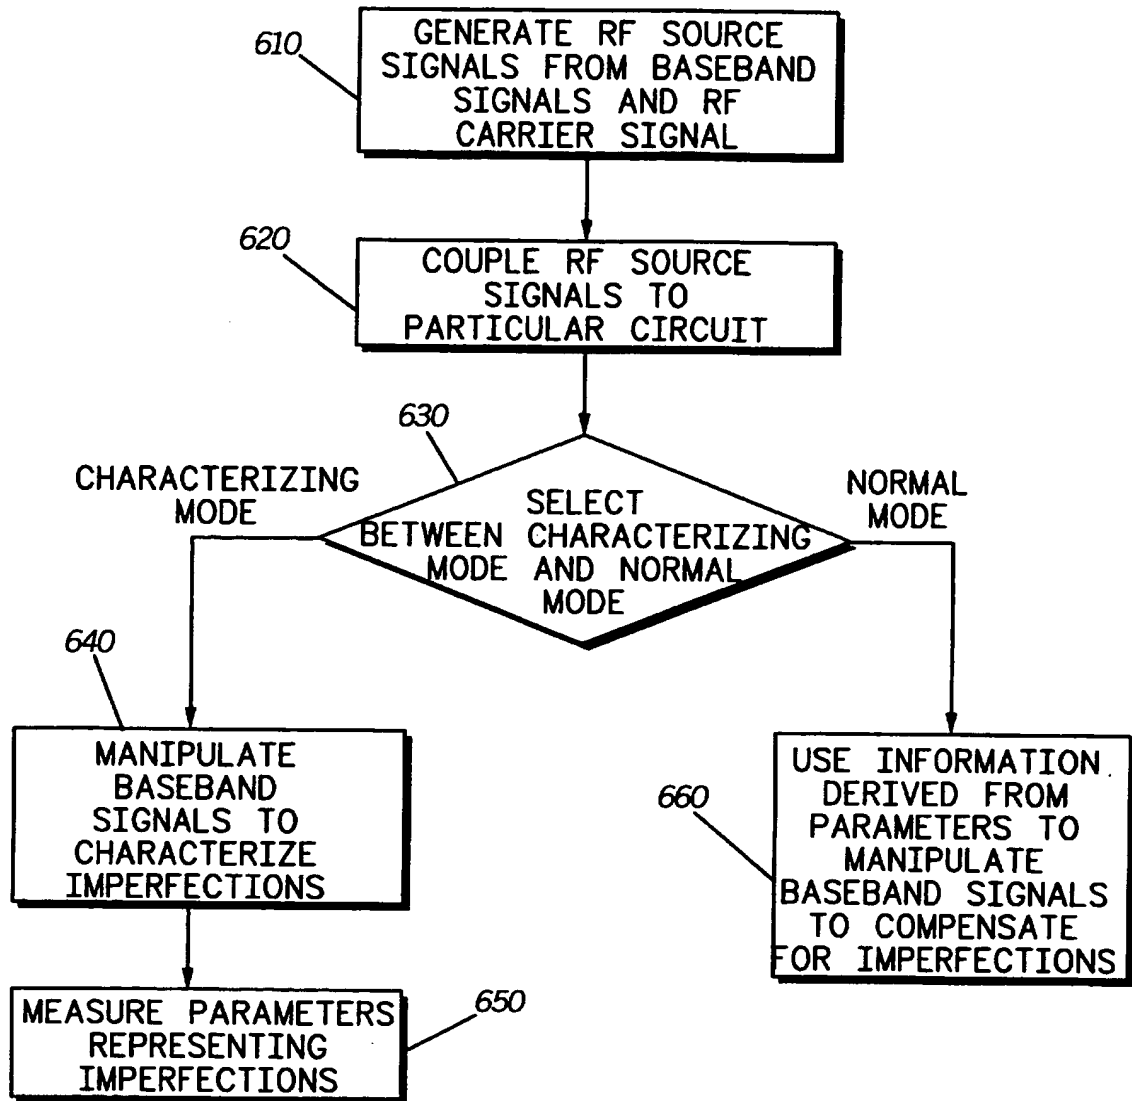 610
GENERATE RF SOURCE
SIGNALS FROM BASEBAND
SIGNALS AND RF
CARRIER SIGNAL
620
COUPLE RF SOURCE
SIGNALS TO
PARTICULAR CIRCUIT
630
CHARACTERIZING
MODE
SELECT
BETWEEN CHARACTERIZING
MODE AND NORMAL
MODE
NORMAL
MODE
640
MANIPULATE
BASEBAND
SIGNALS TO
CHARACTERIZE
IMPERFECTIONS
660
USE INFORMATION
DERIVED FROM
PARAMETERS TO
MANIPULATE
BASEBAND SIGNALS
TO COMPENSATE
FOR IMPERFECTIONS
MEASURE PARAMETERS
REPRESENTING
IMPERFECTIONS
650